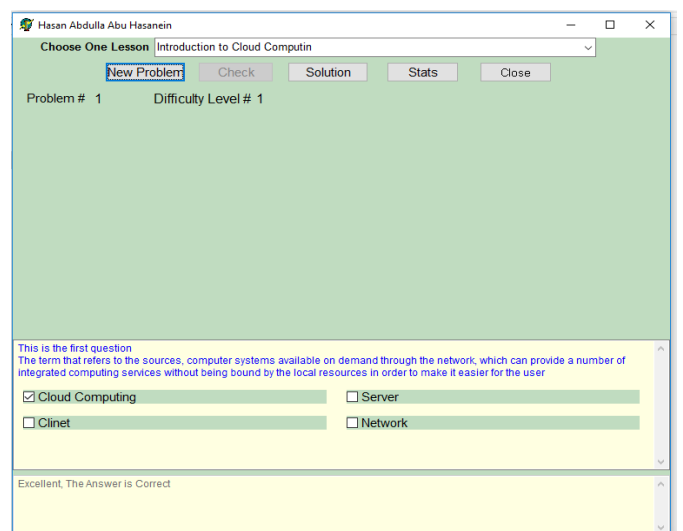 Hasan Abdulla Abu Hasanein
Choose One Lesson Introduction to Cloud Computin
New Problem Check Solution Stats Close
Problem # 1 Difficulty Level # 1
This is the first question
The term that refers to the sources, computer systems available on demand through the network, which can provide a number of
integrated computing services without being bound by the local resources in order to make it easier for the user
Cloud Computing Server
Clinet Network
Excellent, The Answer is Correct